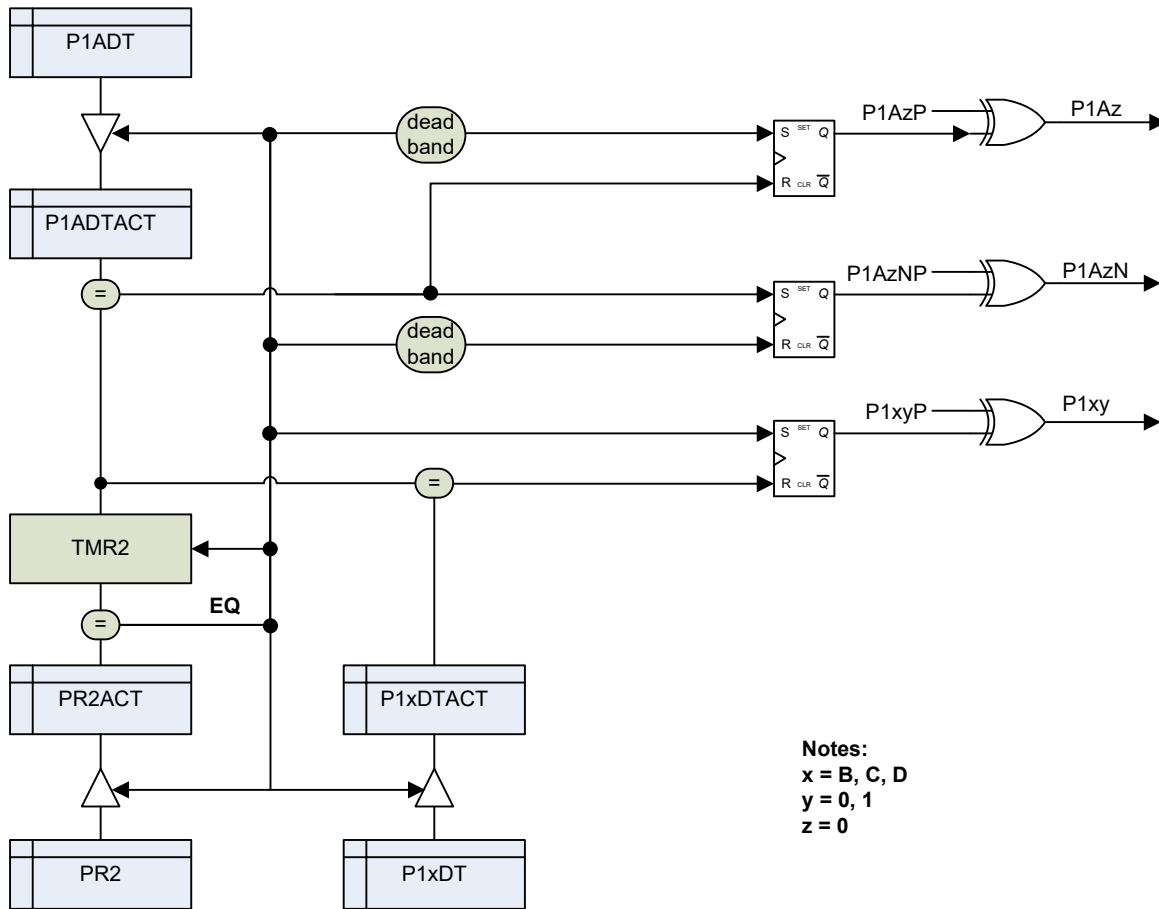 P1ADT
dead
band
S SET Q
R CLR Q
P1AzP
P1Az
P1ADTACT
=
dead
band
S SET Q
R CLR Q
P1AzNP
P1AzN
=
S SET Q
R CLR Q
P1xyP
P1xy
TMR2
EQ
=
PR2ACT
P1xDTACT
PR2
P1xDT
Notes:
x = B, C, D
y = 0, 1
z = 0